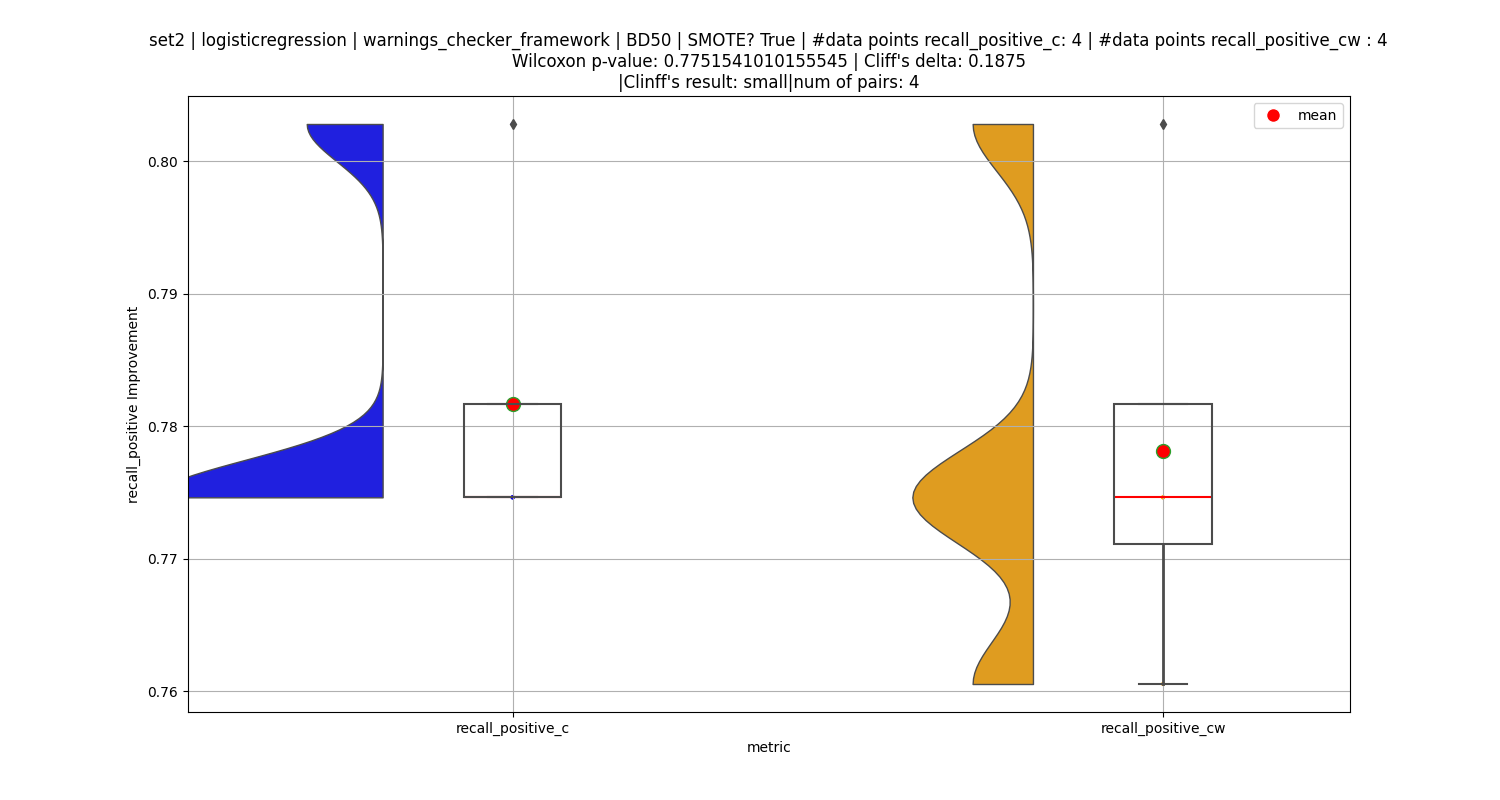 set2 | logisticregression | warnings_checker_framework | BD50 | SMOTE? True | #data points recall_positive_c: 4 | #data points recall_positive_cw : 4
Wilcoxon p-value: 0.7751541010155545 | Cliff's delta: 0.1875
|Clinff's result: small|num of pairs: 4
mean
0.80
0.79
0.78
0.77
0.76
recall_positive Improvement
recall_positive_c
recall_positive_cw
metric